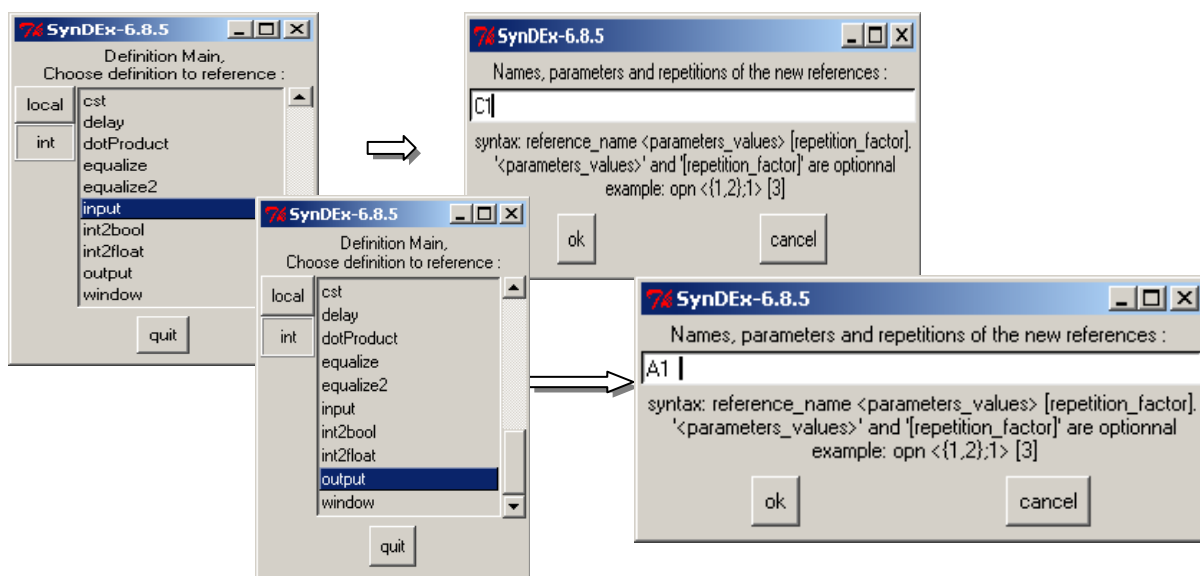 SynDEx-6.8.5
Definition Main,
Choose definition to reference :
local
int
cst
delay
dotProduct
equalize
equalize2
input
int2bool
int2float
output
window
quit
SynDEx-6.8.5
Names, parameters and repetitions of the new references :
C1
syntax: reference_name <parameters_values> [repetition_factor].
'<parameters_values>' and '[repetition_factor]' are optionnal
example: opn <{1,2};1> [3]
ok
cancel
SynDEx-6.8.5
Definition Main,
Choose definition to reference :
local
int
cst
delay
dotProduct
equalize
equalize2
input
int2bool
int2float
output
window
quit
SynDEx-6.8.5
Names, parameters and repetitions of the new references :
A1
syntax: reference_name <parameters_values> [repetition_factor].
'<parameters_values>' and '[repetition_factor]' are optionnal
example: opn <{1,2};1> [3]
ok
cancel